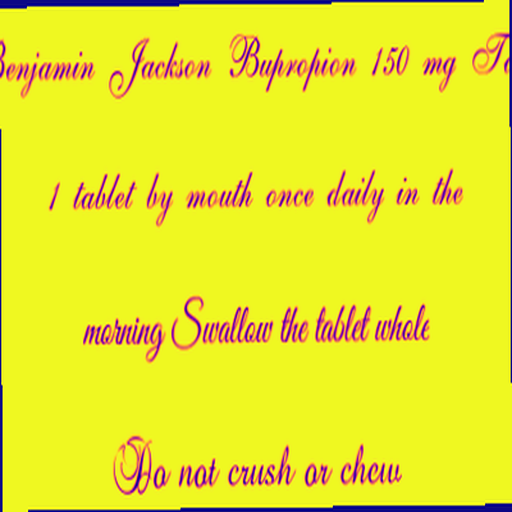 Benjamin Jackson Bupropion 150 mg
1 tablet by mouth once daily in the
morning Swallow the tablet whole
Do not crush or chew